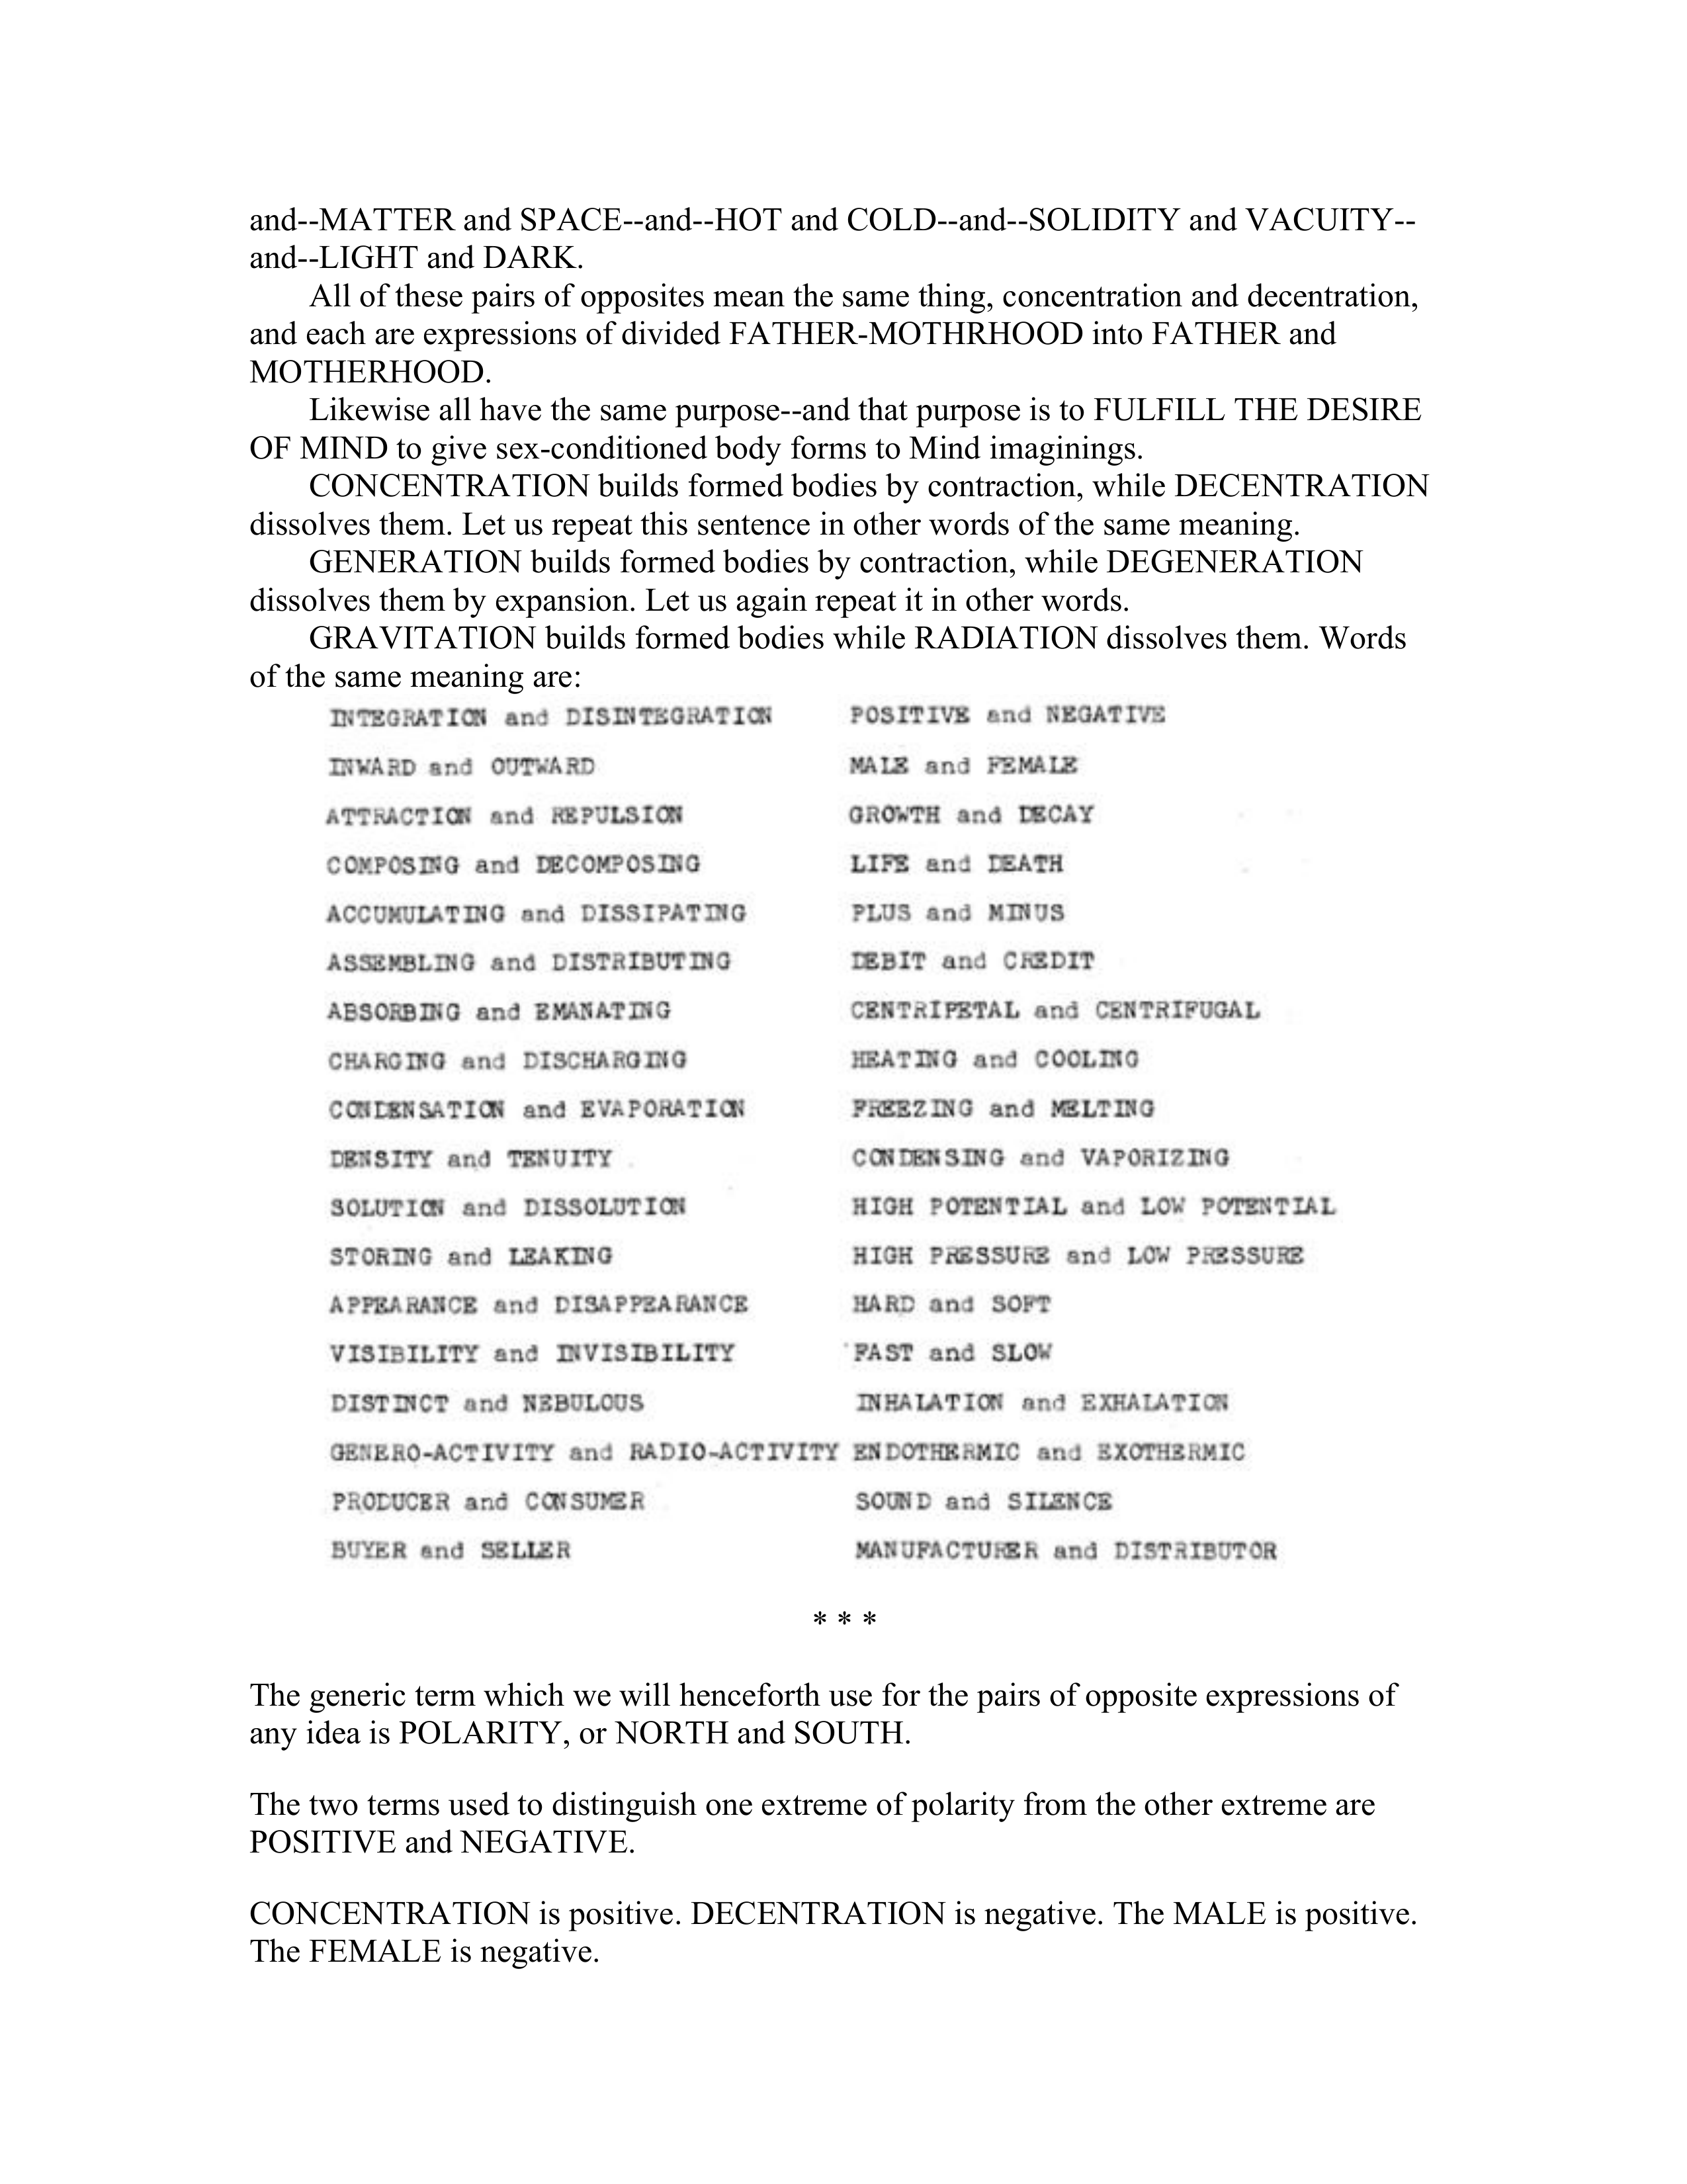 and--MATTER and SPACE--and--HOT and COLD--and--SOLIDITY and VACUITY--
and--LIGHT and DARK.
All of these pairs of opposites mean the same thing, concentration and decentration,
and each are expressions of divided FATHER-MOTHRHOOD into FATHER and
MOTHERHOOD.
Likewise all have the same purpose--and that purpose is to FULFILL THE DESIRE
OF MIND to give sex-conditioned body forms to Mind imaginings.
CONCENTRATION builds formed bodies by contraction, while DECENTRATION
dissolves them. Let us repeat this sentence in other words of the same meaning.
GENERATION builds formed bodies by contraction, while DEGENERATION
dissolves them by expansion. Let us again repeat it in other words.
GRAVITATION builds formed bodies while RADIATION dissolves them. Words
of the same meaning are:
INTEGRATION and DISINTEGRATION POSITIVE and NEGATIVE
INWARD and OUTWARD MALE and FEMALE
ATTRACTION and REPULSION GROWTH and DECAY
COMPOSING and DECOMPOSING LIFE and DEATH
ACCUMULATING and DISSIPATING PLUS and MINUS
ASSEMBLING and DISTRIBUTING DEBIT and CREDIT
ABSORBING and EMANATING CENTRIPETAL and CENTRIFUGAL
CHARGING and DISCHARGING HEATING and COOLING
CONDENSATION and EVAPORATION FREEZING and MELTING
DENSITY and TENUITY CONDENSING and VAPORIZING
SOLUTION and DISSOLUTION HIGH POTENTIAL and LOW POTENTIAL
STORING and LEAKING HIGH PRESSURE and LOW PRESSURE
APPEARANCE and DISAPPEARANCE HARD and SOFT
VISIBILITY and INVISIBILITY FAST and SLOW
DISTINCT and NEBULOUS INHALATION and EXHALATION
GENERO-ACTIVITY and RADIO-ACTIVITY ENDOTHERMIC and EXOTHERMIC
PRODUCER and CONSUMER SOUND and SILENCE
BUYER and SELLER MANUFACTURER and DISTRIBUTOR
* * *
The generic term which we will henceforth use for the pairs of opposite expressions of
any idea is POLARITY, or NORTH and SOUTH.
The two terms used to distinguish one extreme of polarity from the other extreme are
POSITIVE and NEGATIVE.
CONCENTRATION is positive. DECENTRATION is negative. The MALE is positive.
The FEMALE is negative.